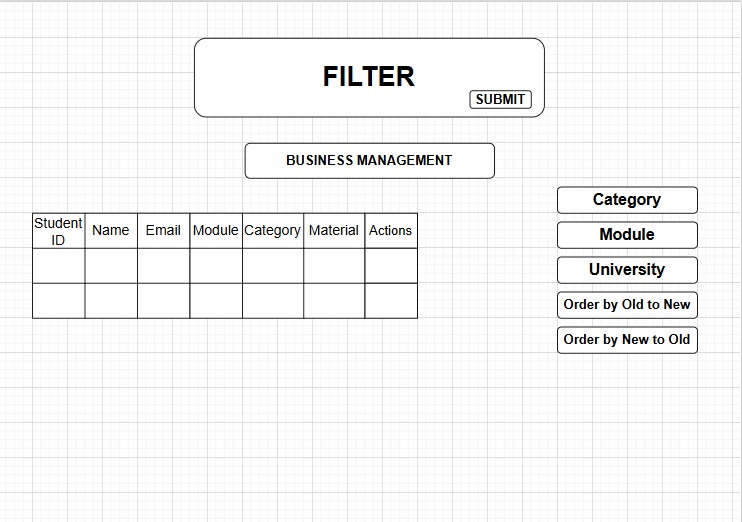 FILTER
SUBMIT
BUSINESS MANAGEMENT
Student
ID
Name
Email
Module
Category
Material
Actions
Category
Module
University
Order by Old to New
Order by New to Old